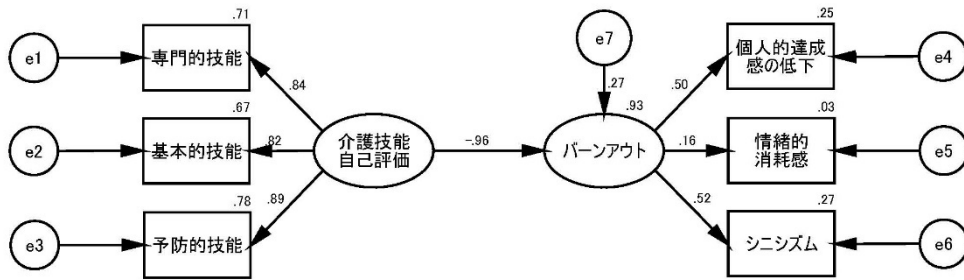 .71
.25
e1
専門的技能
e7
個人的達成
感の低下
e4
.84
.27
.50
.67
.93
.03
e2
基本的技能
.82
介護技能
自己評価
-.96
バーンアウト
.16
情緒的
消耗感
e5
.78
.89
.52
.27
e3
予防的技能
シニシズム
e6